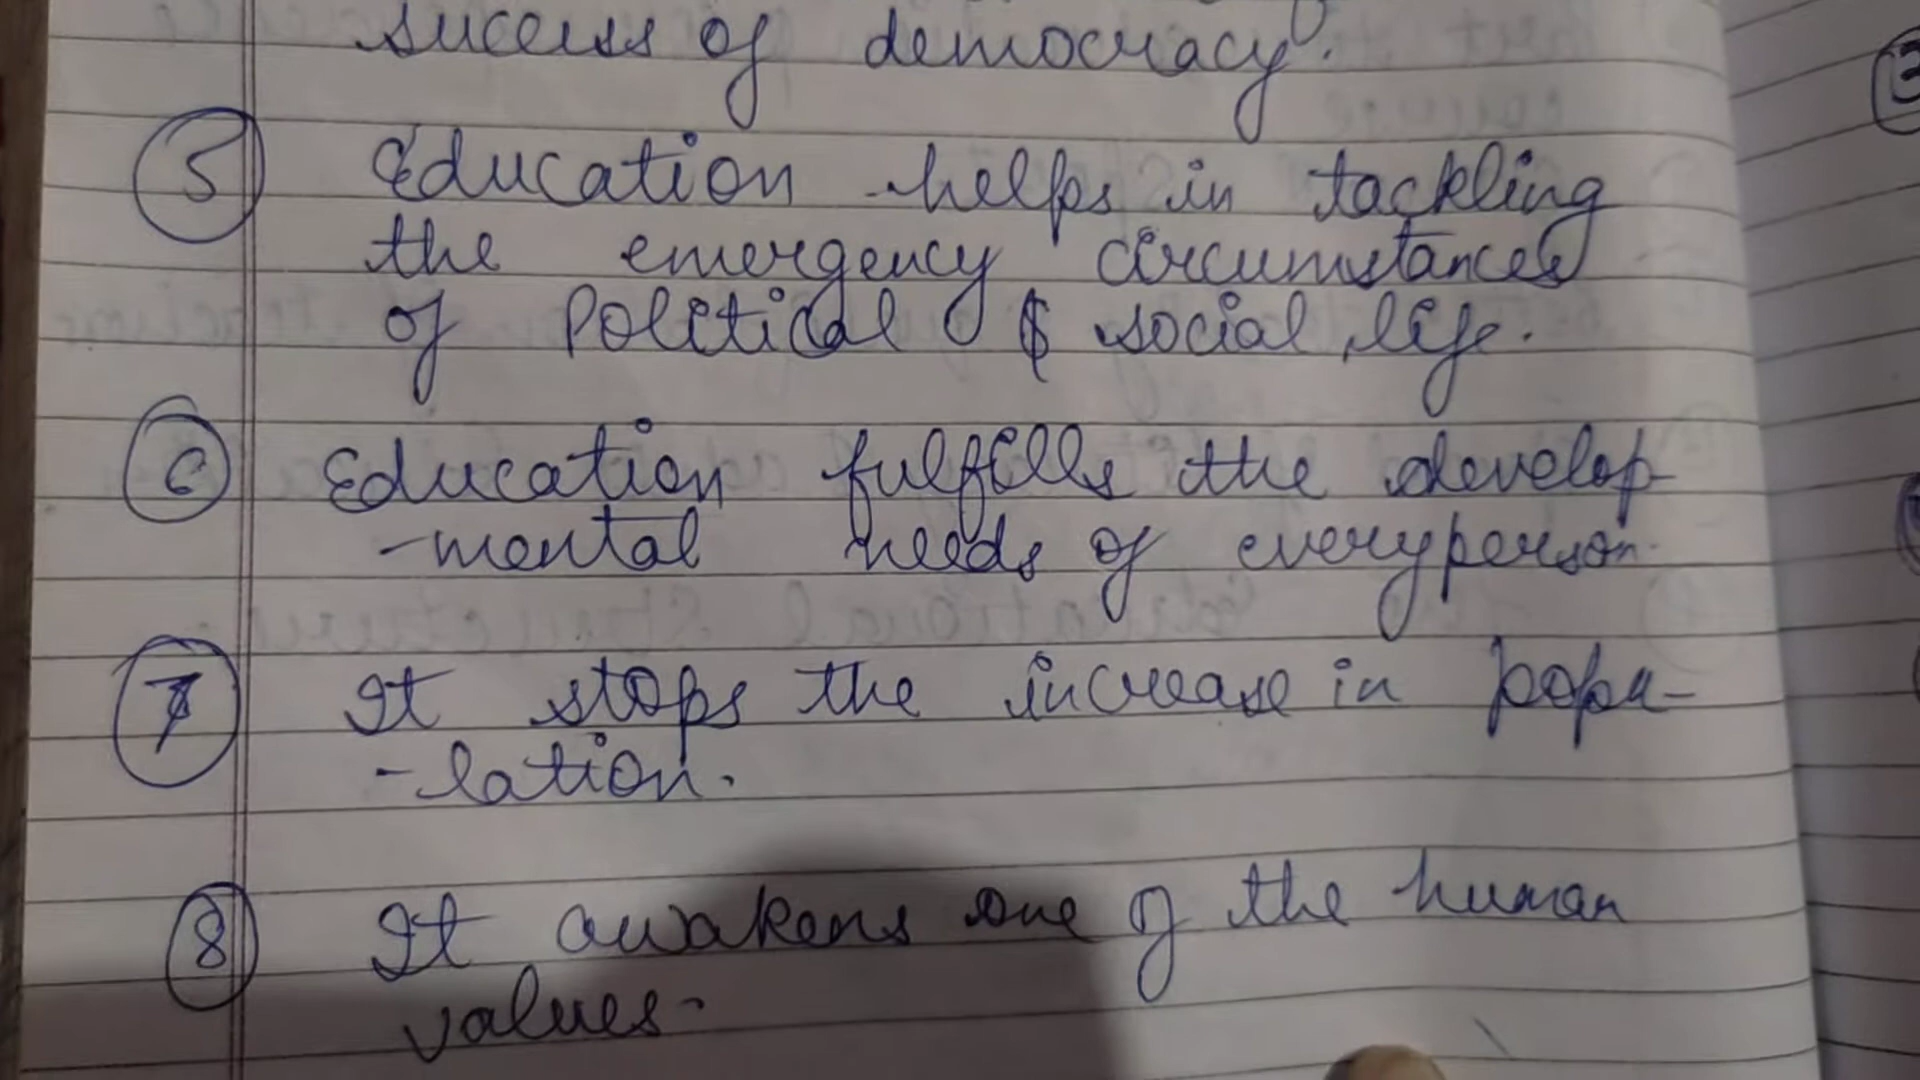 success of democracy.
5 Education helps in tackling
the emergency circumstances
of Political & social life.
6 Education fulfills the develop-
-mental needs of everyperson.
7 It stops the increase in popu-
-lation.
8 It awakens one of the human
values.